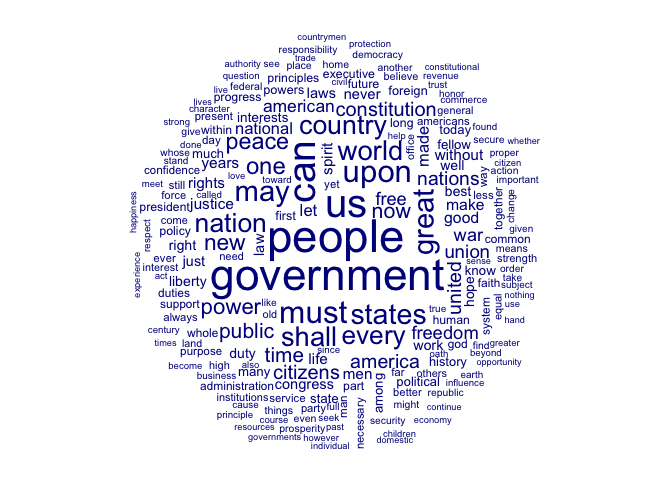 countrymen
responsibility protection
trade democracy
authority see place home executive another constitutional
question federal principles civil future believe revenue
live progress powers laws never foreign trust honor
lives character american constitution commerce
strong present interests country long americans general
give within national help office made today found
done day peace can spirit world fellow secure whether
whose much years one upon without well proper citizen
confidence stand love toward yet nations way action
meet still rights may us free great best less important
force called justice first let now make together change
president happiness respect come nation people good given
policy right new law war common means
ever just need government union sense strength
experience interest act liberty united hope know order take
duties faith subject
support power like must states true system equal nothing use
always old human hand
century whole public shall every freedom
times land time since work god find greater
purpose duty life oath beyond
become high many also america history opportunity
business citizens men far others earth
administration congress part among political influence
institutions service state man better republic
cause things party full necessary might continue
principle course even seek security economy
resources prosperity past children
governments however domestic
individual